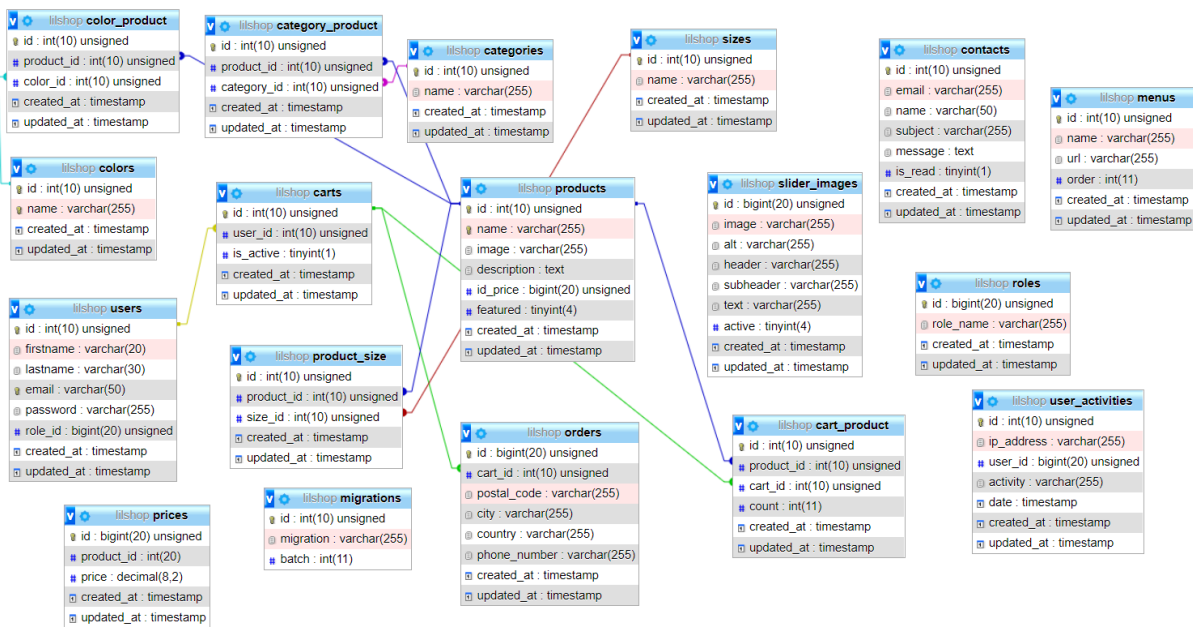 lilshop color_product
id : int(10) unsigned
product_id : int(10) unsigned
color_id : int(10) unsigned
created_at : timestamp
updated_at : timestamp
lilshop category_product
id : int(10) unsigned
product_id : int(10) unsigned
category_id : int(10) unsigned
created_at : timestamp
updated_at : timestamp
lilshop categories
id : int(10) unsigned
name : varchar(255)
created_at : timestamp
updated_at : timestamp
lilshop sizes
id : int(10) unsigned
name : varchar(255)
created_at : timestamp
updated_at : timestamp
lilshop contacts
id : int(10) unsigned
email : varchar(255)
name : varchar(50)
subject : varchar(255)
message : text
is_read : tinyint(1)
created_at : timestamp
updated_at : timestamp
lilshop menus
id : int(10) unsigned
name : varchar(255)
url : varchar(255)
order : int(11)
created_at : timestamp
updated_at : timestamp
lilshop colors
id : int(10) unsigned
name : varchar(255)
created_at : timestamp
updated_at : timestamp
lilshop carts
id : int(10) unsigned
user_id : int(10) unsigned
is_active : tinyint(1)
created_at : timestamp
updated_at : timestamp
lilshop products
id : int(10) unsigned
name : varchar(255)
image : varchar(255)
description : text
id_price : bigint(20) unsigned
featured : tinyint(4)
created_at : timestamp
updated_at : timestamp
lilshop slider_images
id : bigint(20) unsigned
image : varchar(255)
alt : varchar(255)
header : varchar(255)
subheader : varchar(255)
text : varchar(255)
active : tinyint(4)
created_at : timestamp
updated_at : timestamp
lilshop roles
id : bigint(20) unsigned
role_name : varchar(255)
created_at : timestamp
updated_at : timestamp
lilshop users
id : int(10) unsigned
firstname : varchar(20)
lastname : varchar(30)
email : varchar(50)
password : varchar(255)
role_id : bigint(20) unsigned
created_at : timestamp
updated_at : timestamp
lilshop product_size
id : int(10) unsigned
product_id : int(10) unsigned
size_id : int(10) unsigned
created_at : timestamp
updated_at : timestamp
lilshop orders
id : bigint(20) unsigned
cart_id : int(10) unsigned
postal_code : varchar(255)
city : varchar(255)
country : varchar(255)
phone_number : varchar(255)
created_at : timestamp
updated_at : timestamp
lilshop cart_product
id : int(10) unsigned
product_id : int(10) unsigned
cart_id : int(10) unsigned
count : int(11)
created_at : timestamp
updated_at : timestamp
lilshop user_activities
id : int(10) unsigned
ip_address : varchar(255)
user_id : bigint(20) unsigned
activity : varchar(255)
date : timestamp
created_at : timestamp
updated_at : timestamp
lilshop prices
id : bigint(20) unsigned
product_id : int(20)
price : decimal(8,2)
created_at : timestamp
updated_at : timestamp
lilshop migrations
id : int(10) unsigned
migration : varchar(255)
batch : int(11)